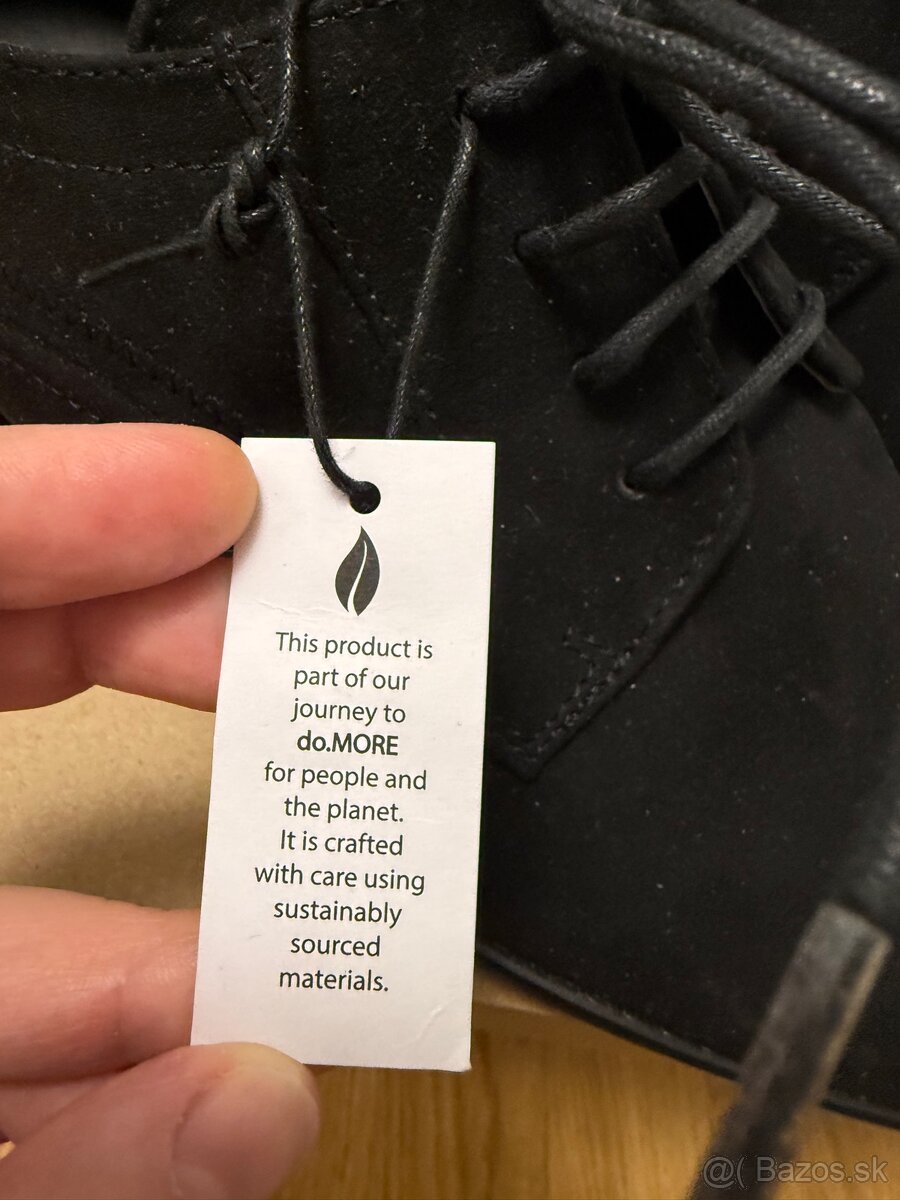 This product is
part of our
journey to
do.MORE
for people and
the planet.
It is crafted
with care using
sustainably
sourced
materials.
@( Bazos.sk